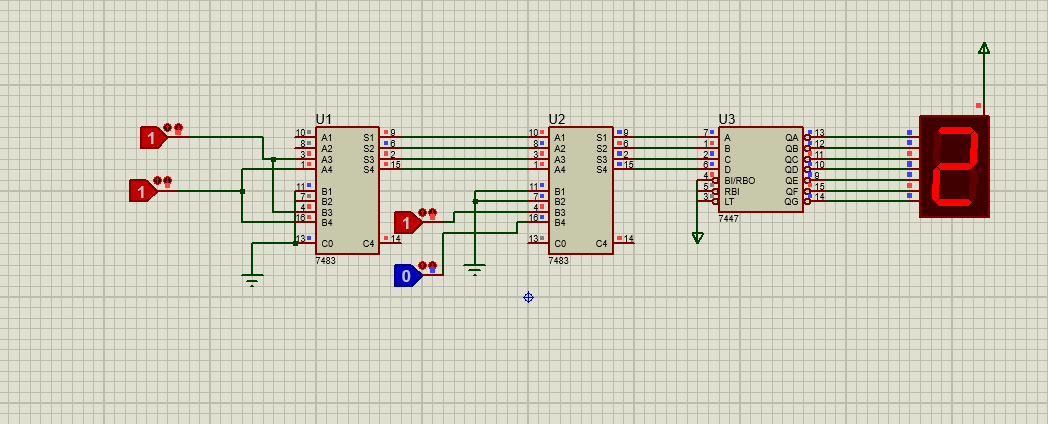 U1
10 A1 S1 9
8 A2 S2 6
3 A3 S3 2
1 A4 S4 15
11 B1
7 B2
4 B3
16 B4
13 C0 C4 14
7483
U2
10 A1 S1 9
8 A2 S2 6
3 A3 S3 2
1 A4 S4 15
11 B1
7 B2
4 B3
16 B4
13 C0 C4 14
7483
U3
7 A QA 13
1 B QB 12
2 C QC 11
6 D QD 10
4 BI/RBO QE 9
5 RBI QF 15
3 LT QG 14
7447
1
1
1
0
2